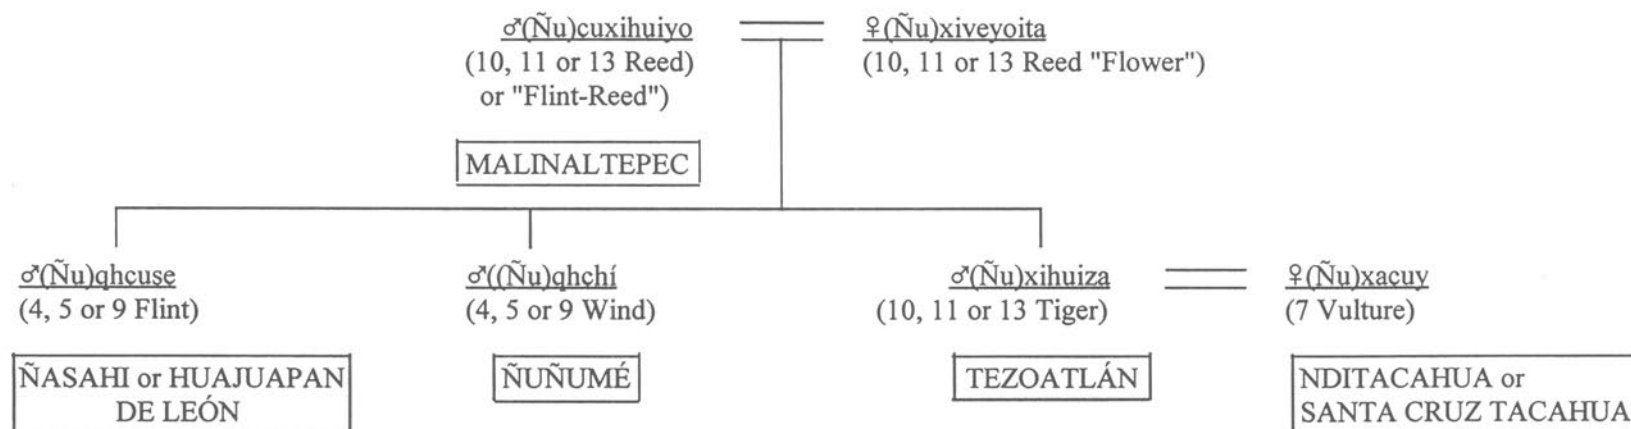 ♂(Ñu)cuxihuiyo ♀(Ñu)xiveyoita
(10, 11 or 13 Reed) (10, 11 or 13 Reed "Flower")
or "Flint-Reed")
MALINALTEPEC
♂(Ñu)qhcuse ♂((Ñu)qhchí ♂(Ñu)xihuiza ♀(Ñu)xacuy
(4, 5 or 9 Flint) (4, 5 or 9 Wind) (10, 11 or 13 Tiger) (7 Vulture)
ÑASAHI or HUAJUAPAN ÑUÑUMÉ TEZOATLÁN NDITACAHUA or
DE LEÓN SANTA CRUZ TACAHUA